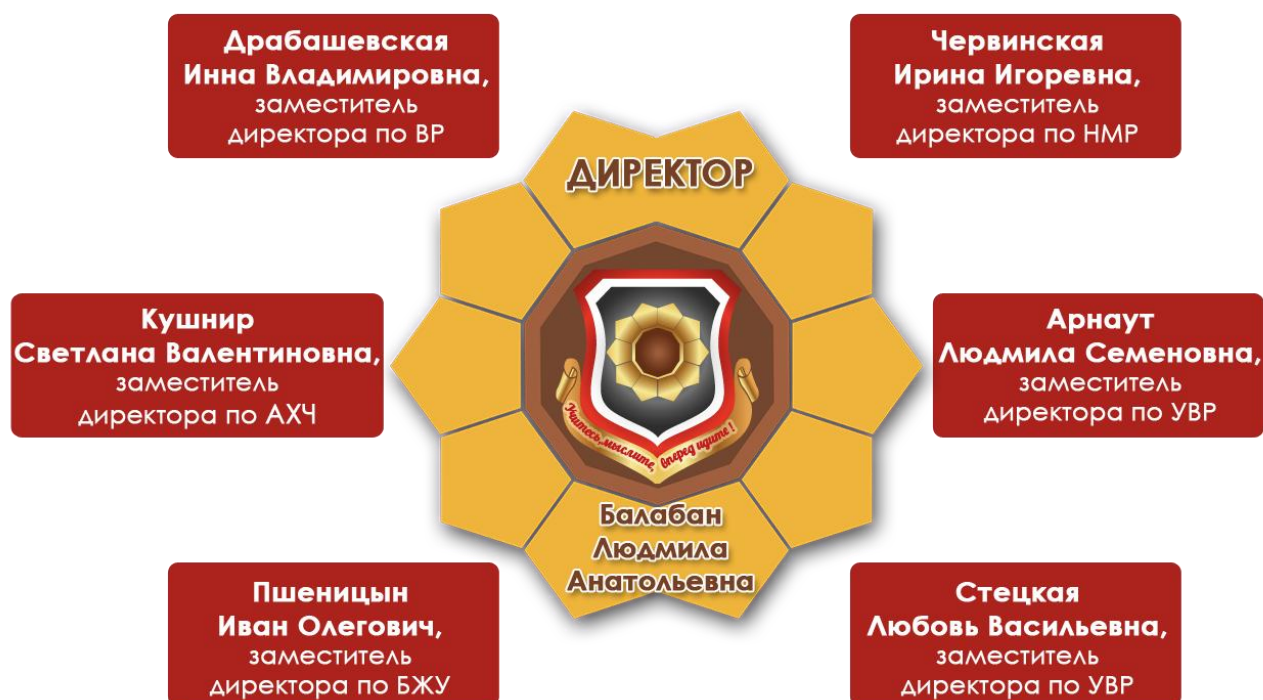 Драбашевская
Инна Владимировна,
заместитель
директора по ВР
Червинская
Ирина Игоревна,
заместитель
директора по НМР
ДИРЕКТОР
Кушнир
Светлана Валентиновна,
заместитель
директора по АХЧ
Арнаут
Людмила Семеновна,
заместитель
директора по УВР
Учитесь, мыслите, вперед идите !
Балабан
Людмила
Анатольевна
Пшеницын
Иван Олегович,
заместитель
директора по БЖУ
Стецкая
Любовь Васильевна,
заместитель
директора по УВР